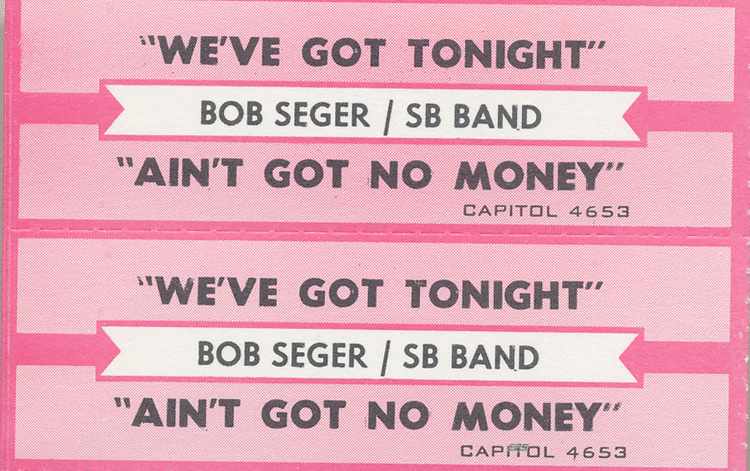 "WE'VE GOT TONIGHT"
BOB SEGER / SB BAND
"AIN'T GOT NO MONEY"
CAPITOL 4653
"WE'VE GOT TONIGHT"
BOB SEGER / SB BAND
"AIN'T GOT NO MONEY"
CAPITOL 4653